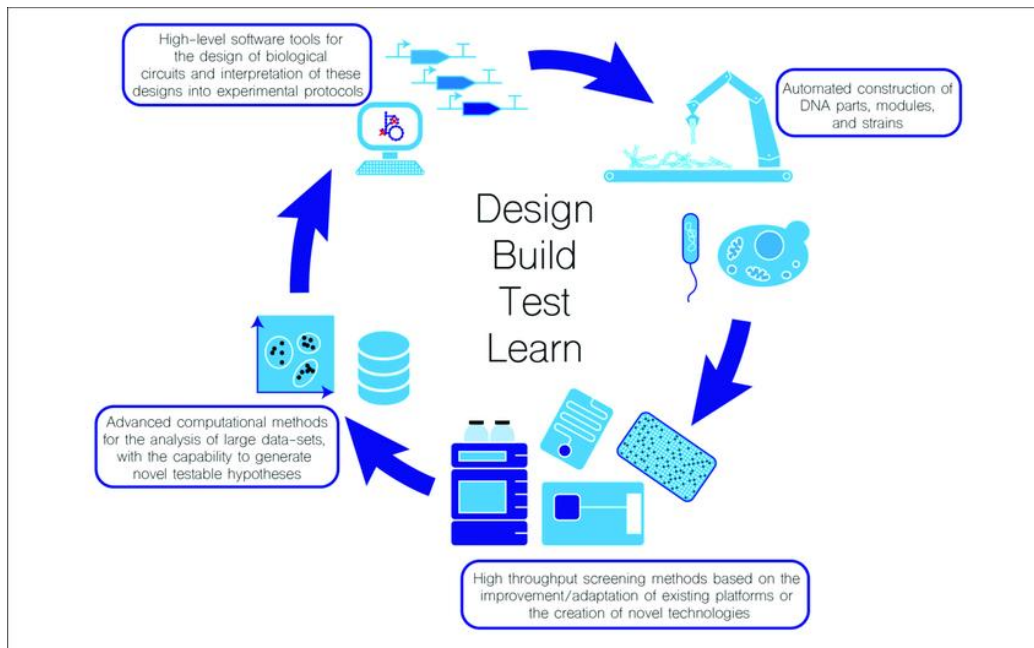 High-level software tools for
the design of biological
circuits and interpretation of these
designs into experimental protocols
Automated construction of
DNA parts, modules,
and strains
Design
Build
Test
Learn
Advanced computational methods
for the analysis of large data-sets,
with the capability to generate
novel testable hypotheses
High throughput screening methods based on the
improvement/adaptation of existing platforms or
the creation of novel technologies